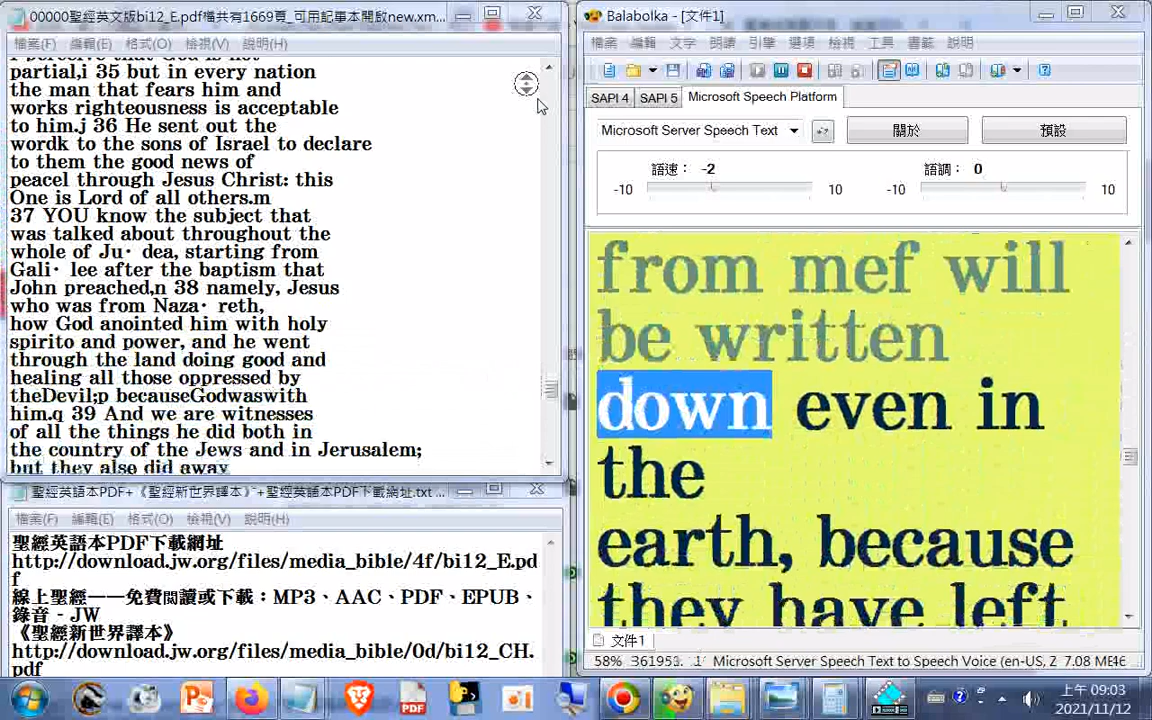 00000聖經英文版bi12_E.pdf檔共有1669頁_可用記事本開啟new.xm...
檔案(F) 編輯(E) 格式(O) 檢視(V) 說明(H)
I perceive that God is not
partial,i 35 but in every nation
the man that fears him and
works righteousness is acceptable
to him.j 36 He sent out the
wordk to the sons of Israel to declare
to them the good news of
peacel through Jesus Christ: this
One is Lord of all others.m
37 YOU know the subject that
was talked about throughout the
whole of Ju· dea, starting from
Gali· lee after the baptism that
John preached,n 38 namely, Jesus
who was from Naza· reth,
how God anointed him with holy
spirito and power, and he went
through the land doing good and
healing all those oppressed by
theDevil;p becauseGodwaswith
him.q 39 And we are witnesses
of all the things he did both in
the country of the Jews and in Jerusalem;
but they also did away
聖經英語本PDF+《聖經新世界譯本》+聖經英語本PDF下載網址.txt ...
檔案(F) 編輯(E) 格式(O) 檢視(V) 說明(H)
聖經英語本PDF下載網址
http://download.jw.org/files/media_bible/4f/bi12_E.pd
f
線上聖經——免費閱讀或下載：MP3、AAC、PDF、EPUB、
錄音 - JW
《聖經新世界譯本》
http://download.jw.org/files/media_bible/0d/bi12_CH.
pdf
Balabolka - [文件1]
檔案 編輯 文字 朗讀 引擎 選項 檢視 工具 書籤 說明
SAPI 4 SAPI 5 Microsoft Speech Platform
Microsoft Server Speech Text 關於 預設
語速： -2 語調： 0
-10 10 -10 10
from mef will
be written
down even in
the
earth, because
they have left
文件1
58% Microsoft Server Speech Text to Speech Voice (en-US, Z 7.08 ME
上午 09:03
2021/11/12